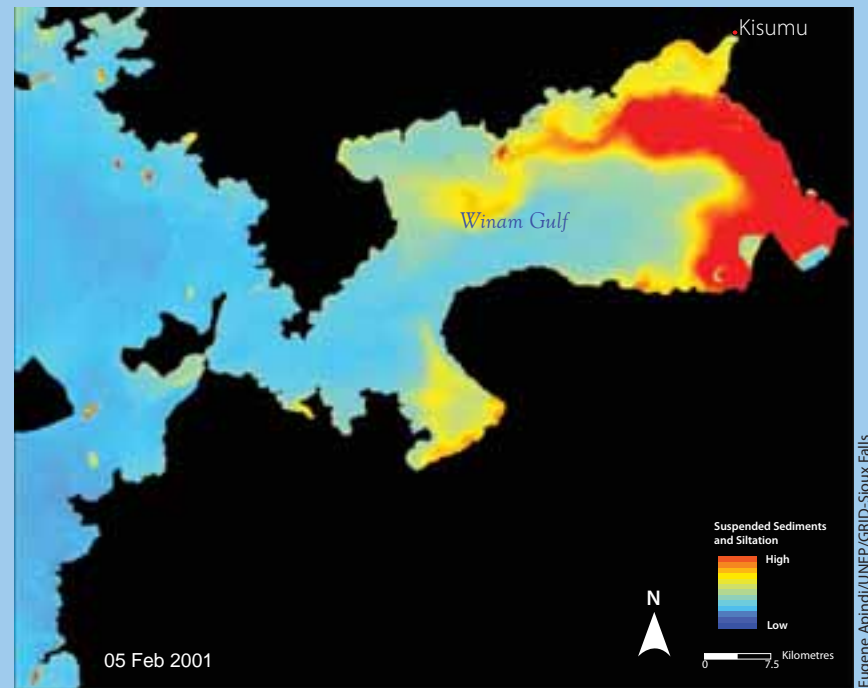 Kisumu
Winam Gulf
Suspended Sediments
and Siltation
High
Low
N
Kilometres
0 7.5
05 Feb 2001
Eugene Apindi/UNEP/GRID-Sioux Falls